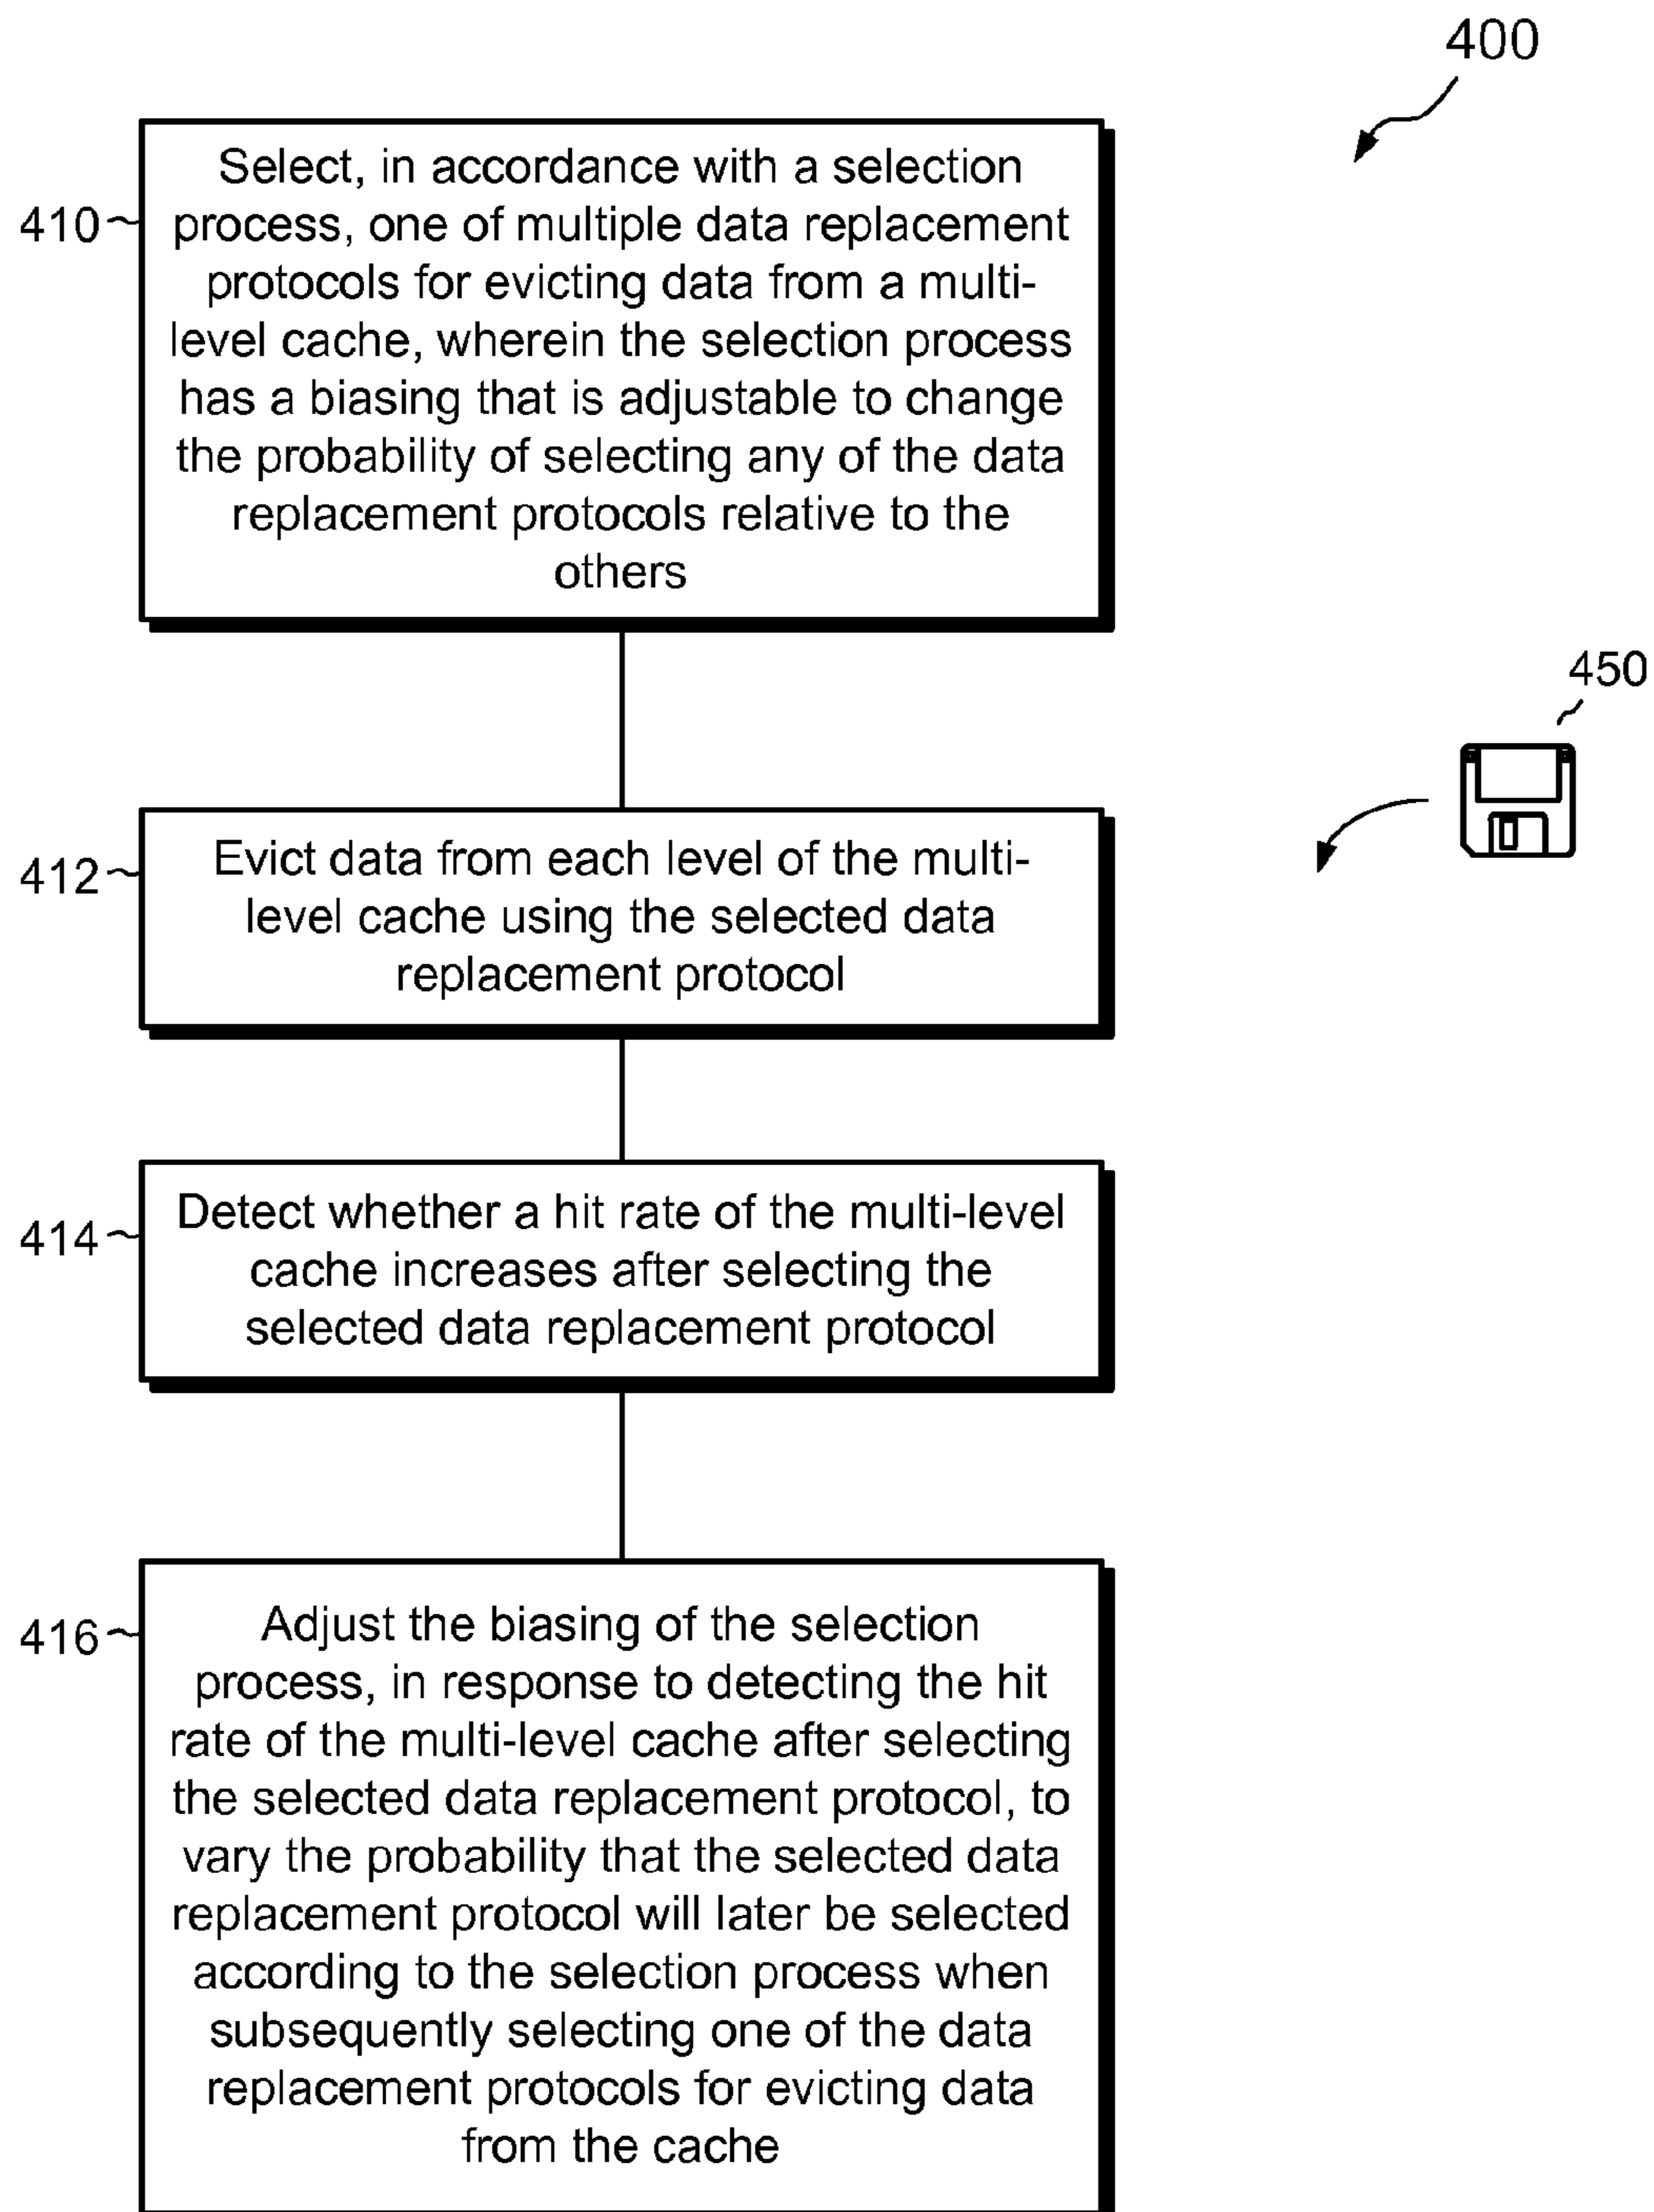 400
410
Select, in accordance with a selection
process, one of multiple data replacement
protocols for evicting data from a multi-
level cache, wherein the selection process
has a biasing that is adjustable to change
the probability of selecting any of the data
replacement protocols relative to the
others
450
412
Evict data from each level of the multi-
level cache using the selected data
replacement protocol
414
Detect whether a hit rate of the multi-level
cache increases after selecting the
selected data replacement protocol
416
Adjust the biasing of the selection
process, in response to detecting the hit
rate of the multi-level cache after selecting
the selected data replacement protocol, to
vary the probability that the selected data
replacement protocol will later be selected
according to the selection process when
subsequently selecting one of the data
replacement protocols for evicting data
from the cache